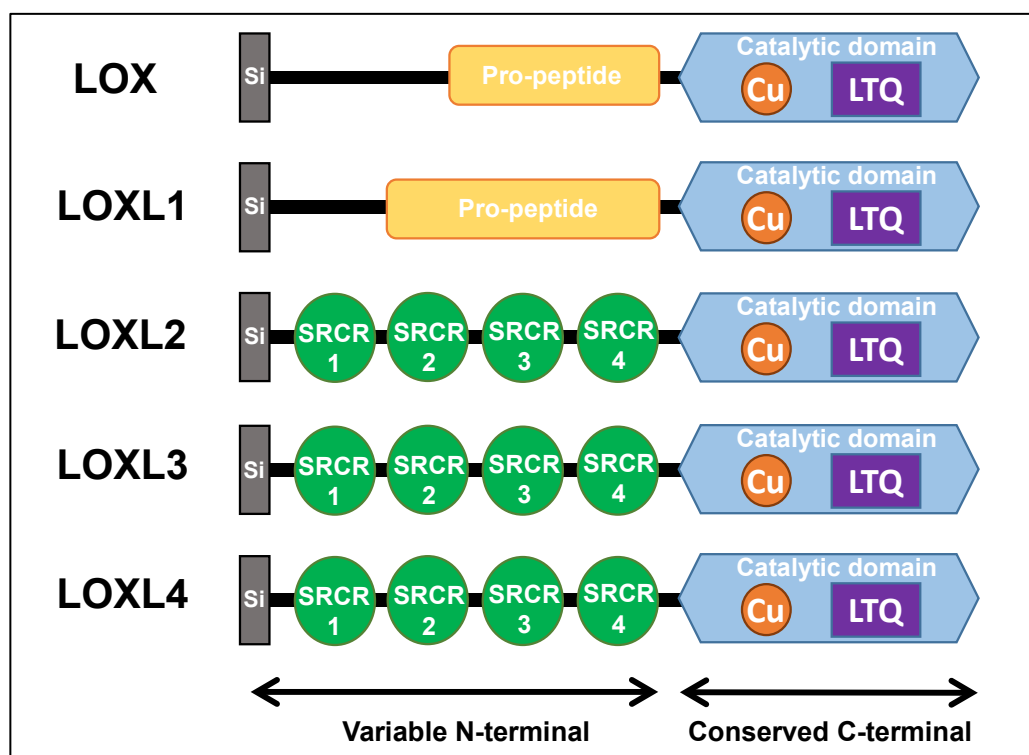 LOX
Si
Pro-peptide
Catalytic domain
Cu
LTQ
LOXL1
Si
Pro-peptide
Catalytic domain
Cu
LTQ
LOXL2
Si
SRCR
1
SRCR
2
SRCR
3
SRCR
4
Catalytic domain
Cu
LTQ
LOXL3
Si
SRCR
1
SRCR
2
SRCR
3
SRCR
4
Catalytic domain
Cu
LTQ
LOXL4
Si
SRCR
1
SRCR
2
SRCR
3
SRCR
4
Catalytic domain
Cu
LTQ
Variable N-terminal
Conserved C-terminal